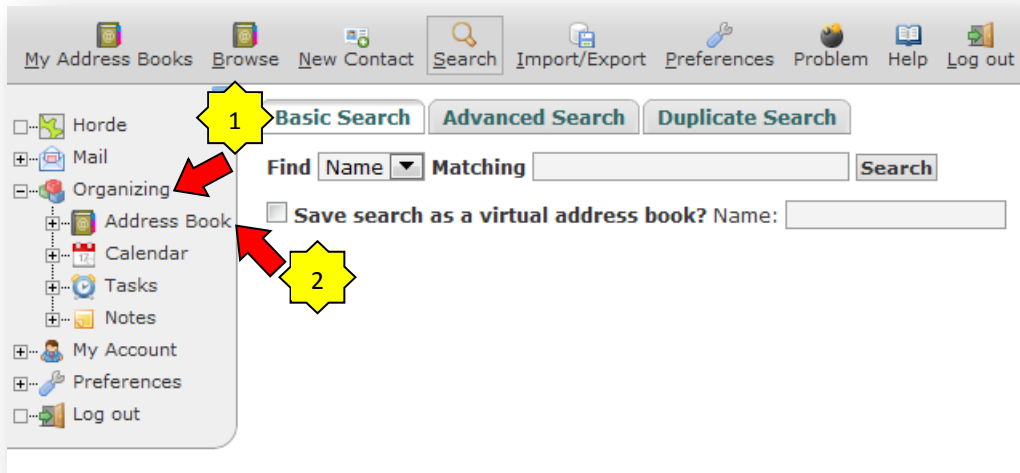 My Address Books Browse New Contact Search Import/Export Preferences Problem Help Log out
1
Basic Search Advanced Search Duplicate Search
Horde
Mail
Find Name Matching Search
Organizing
Address Book
Save search as a virtual address book? Name:
Calendar
2
Tasks
Notes
My Account
Preferences
Log out